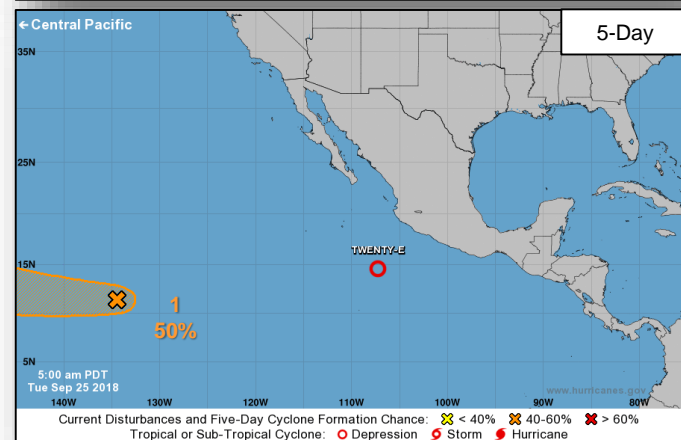 ← Central Pacific
5-Day
35N
25N
TWENTY-E
15N
1
50%
5N
5:00 am PDT
Tue Sep 25 2018
www.hurricanes.gov
140W 130W 120W 110W 100W 90W 80W
Current Disturbances and Five-Day Cyclone Formation Chance: < 40% 40-60% > 60%
Tropical or Sub-Tropical Cyclone: Depression Storm Hurricane